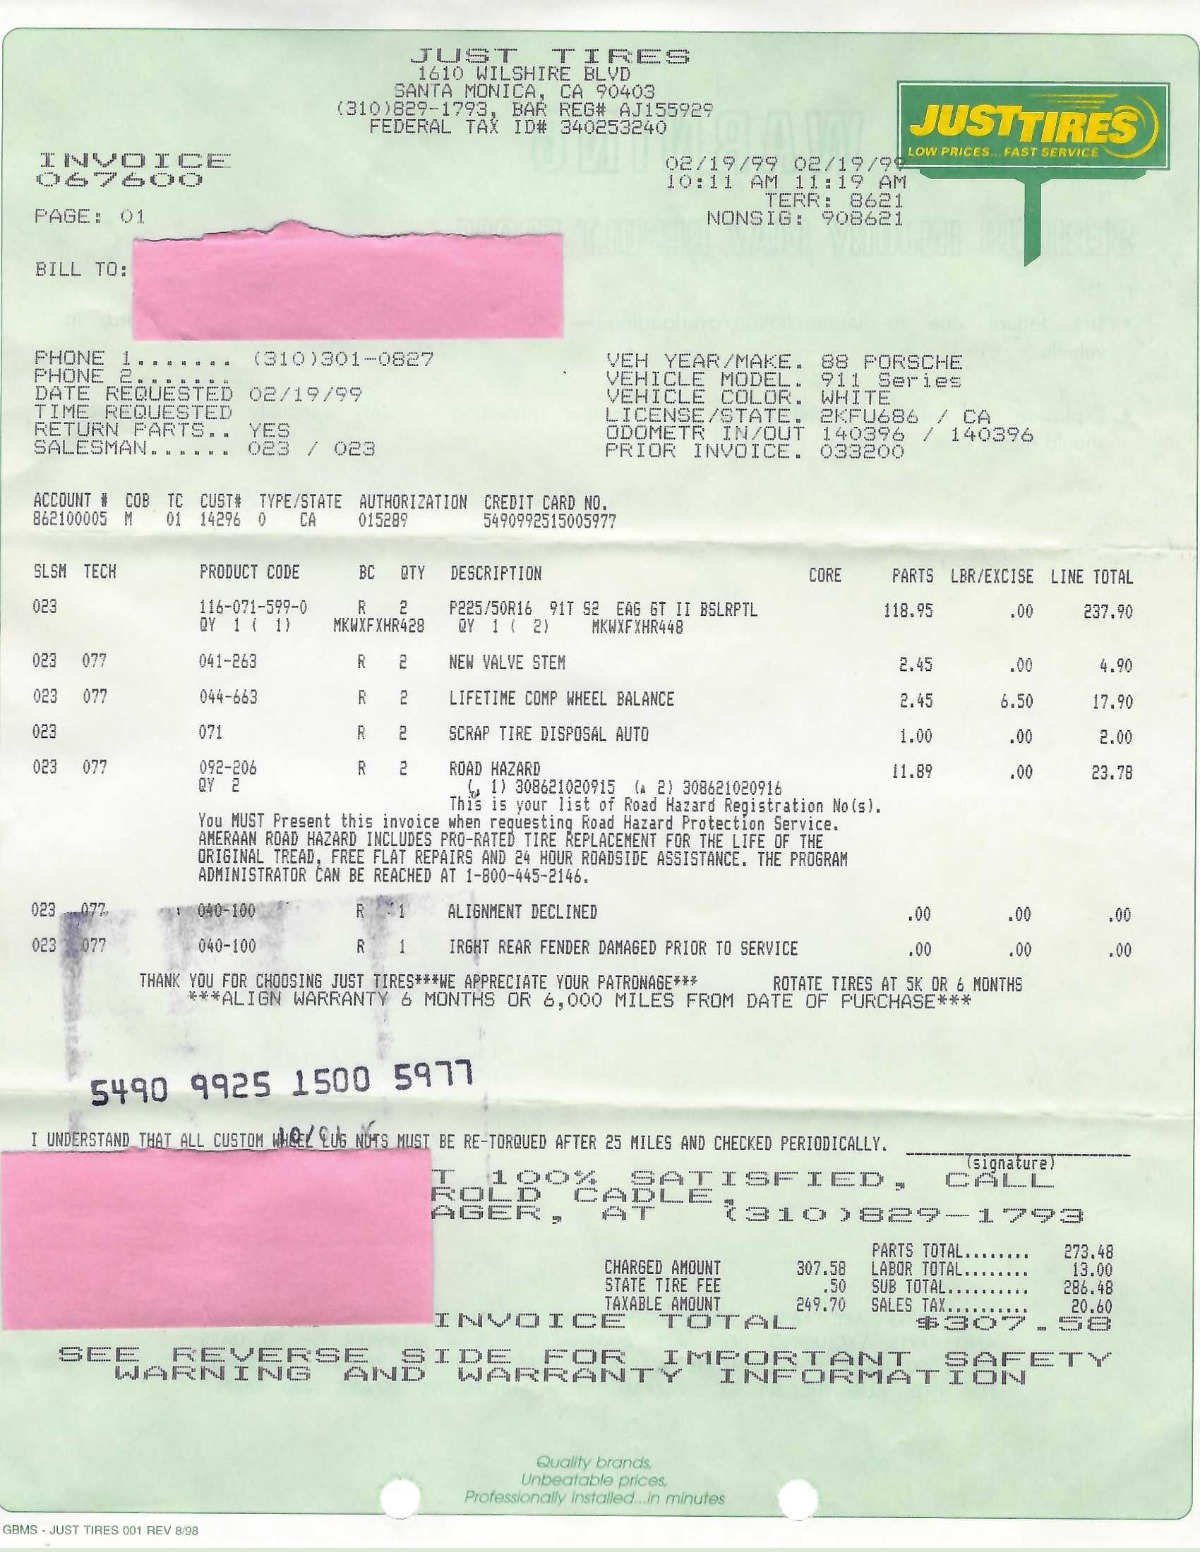 JUST TIRES
1610 WILSHIRE BLVD
SANTA MONICA, CA 90403
(310)829-1793, BAR REG# AJ155929
FEDERAL TAX ID# 340253240
JUST TIRES
LOW PRICES... FAST SERVICE
INVOICE
067600
02/19/99 02/19/99
10:11 AM 11:19 AM
TERR: 8621
NONSIG: 908621
PAGE: 01
BILL TO:
PHONE 1....... (310)301-0827
PHONE 2.......
DATE REQUESTED 02/19/99
TIME REQUESTED
RETURN PARTS.. YES
SALESMAN...... 023 / 023
VEH YEAR/MAKE. 88 PORSCHE
VEHICLE MODEL. 911 Series
VEHICLE COLOR. WHITE
LICENSE/STATE. 2KFU686 / CA
ODOMETR IN/OUT 140396 / 140396
PRIOR INVOICE. 033200
ACCOUNT # COB TC CUST# TYPE/STATE AUTHORIZATION CREDIT CARD NO.
862100005 M 01 14296 0 CA 015289 5490992515005977
SLSM TECH PRODUCT CODE BC QTY DESCRIPTION CORE PARTS LBR/EXCISE LINE TOTAL
023 116-071-599-0 R 2 P225/50R16 91T S2 EAG GT II BSLRPTL 118.95 .00 237.90
QY 1 ( 1) MKWXFXHR428 QY 1 ( 2) MKWXFXHR448
023 077 041-263 R 2 NEW VALVE STEM 2.45 .00 4.90
023 077 044-663 R 2 LIFETIME COMP WHEEL BALANCE 2.45 6.50 17.90
023 071 R 2 SCRAP TIRE DISPOSAL AUTO 1.00 .00 2.00
023 077 092-206 R 2 ROAD HAZARD 11.89 .00 23.78
QY 2 ( 1) 308621020915 ( 2) 308621020916
This is your list of Road Hazard Registration No(s).
You MUST Present this invoice when requesting Road Hazard Protection Service.
AMERAAN ROAD HAZARD INCLUDES PRO-RATED TIRE REPLACEMENT FOR THE LIFE OF THE
ORIGINAL TREAD, FREE FLAT REPAIRS AND 24 HOUR ROADSIDE ASSISTANCE. THE PROGRAM
ADMINISTRATOR CAN BE REACHED AT 1-800-445-2146.
023 077 040-100 R 1 ALIGNMENT DECLINED .00 .00 .00
023 077 040-100 R 1 IRGHT REAR FENDER DAMAGED PRIOR TO SERVICE .00 .00 .00
THANK YOU FOR CHOOSING JUST TIRES***WE APPRECIATE YOUR PATRONAGE*** ROTATE TIRES AT 5K OR 6 MONTHS
***ALIGN WARRANTY 6 MONTHS OR 6,000 MILES FROM DATE OF PURCHASE***
5490 9925 1500 5977
I UNDERSTAND THAT ALL CUSTOM WHEEL LUG NUTS MUST BE RE-TORQUED AFTER 25 MILES AND CHECKED PERIODICALLY.
(signature)
T 100% SATISFIED, CALL
ROLD CADLE,
AGER, AT (310)829-1793
PARTS TOTAL........ 273.48
CHARGED AMOUNT 307.58 LABOR TOTAL........ 13.00
STATE TIRE FEE .50 SUB TOTAL.......... 286.48
TAXABLE AMOUNT 249.70 SALES TAX.......... 20.60
INVOICE TOTAL $307.58
SEE REVERSE SIDE FOR IMPORTANT SAFETY
WARNING AND WARRANTY INFORMATION
Quality brands,
Unbeatable prices,
Professionally installed...in minutes
GBMS - JUST TIRES 001 REV 8/98